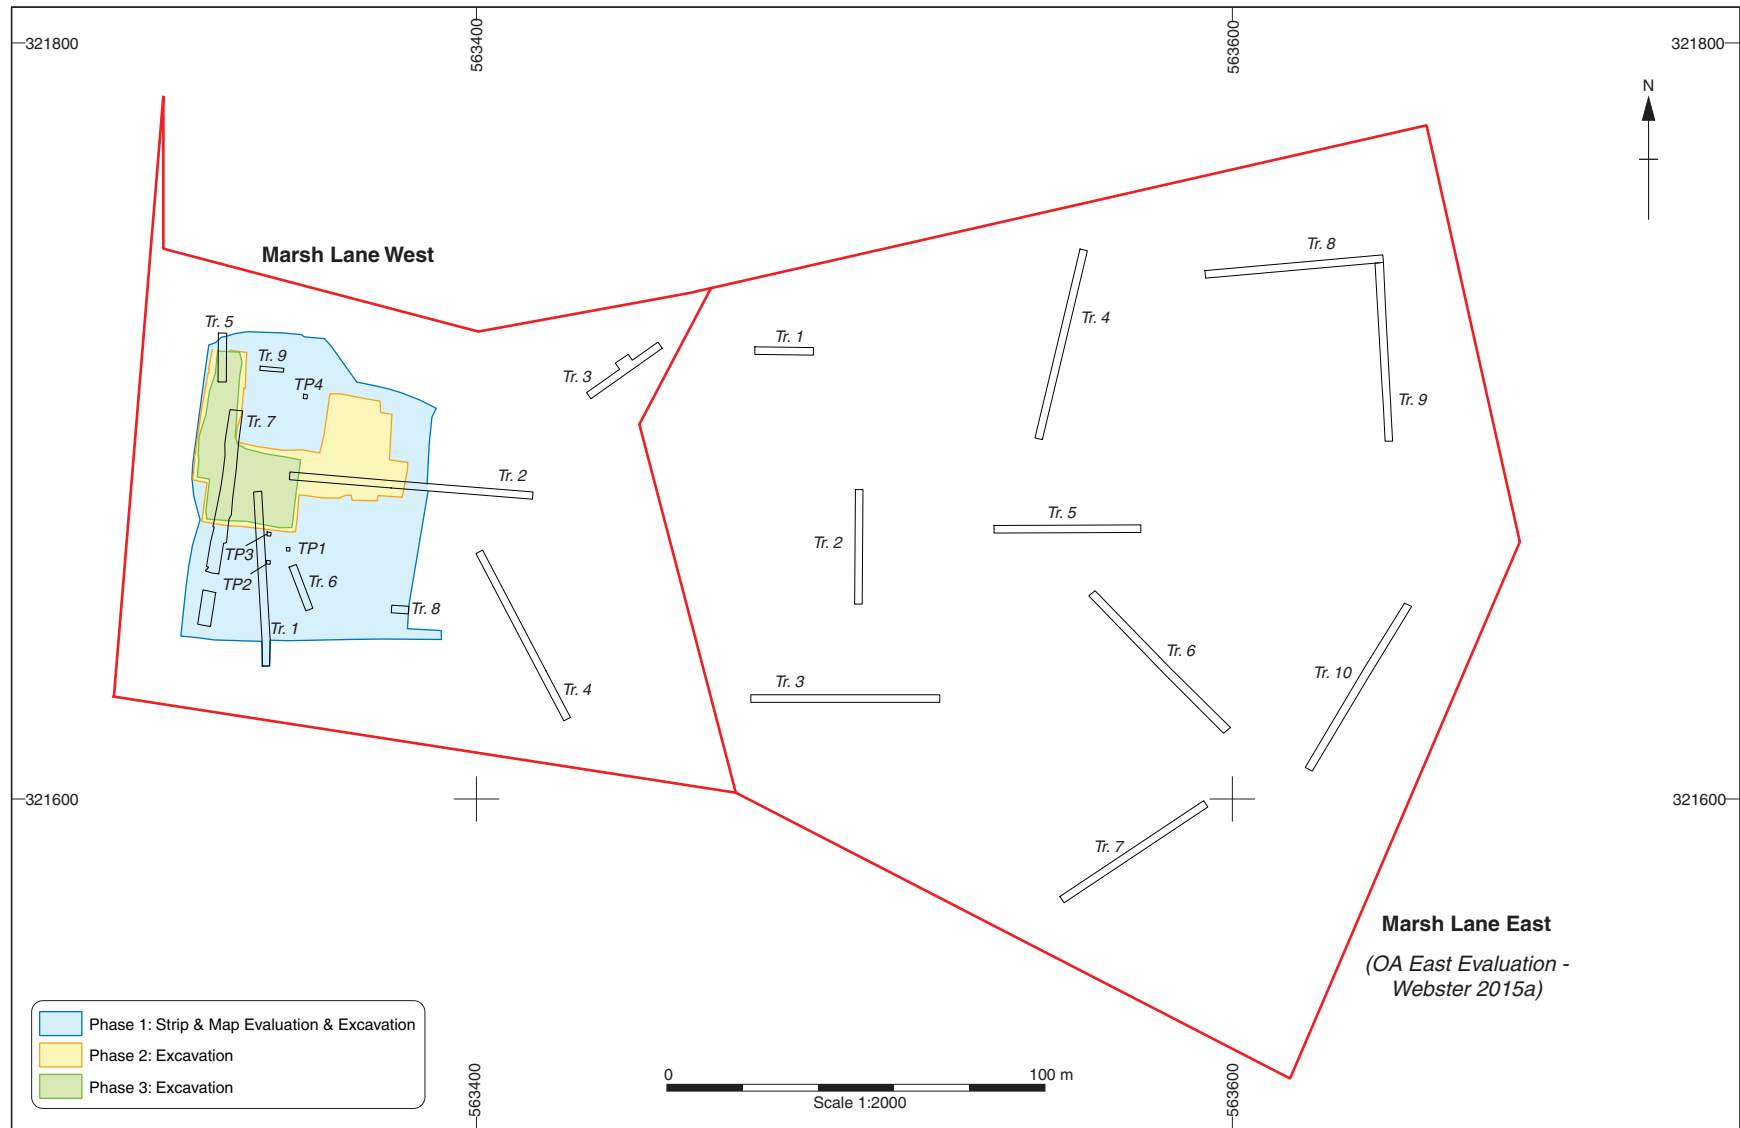 321800
563400
563600
321800
N
Marsh Lane West
Tr. 8
Tr. 4
Tr. 5
Tr. 1
Tr. 9
Tr. 3
TP4
Tr. 9
Tr. 7
Tr. 2
Tr. 5
Tr. 2
TP3
TP1
TP2
Tr. 6
Tr. 8
Tr. 1
Tr. 6
Tr. 10
Tr. 4
Tr. 3
321600
321600
Tr. 7
Marsh Lane East
(OA East Evaluation -
Webster 2015a)
Phase 1: Strip & Map Evaluation & Excavation
Phase 2: Excavation
Phase 3: Excavation
563400
0
100 m
Scale 1:2000
563600